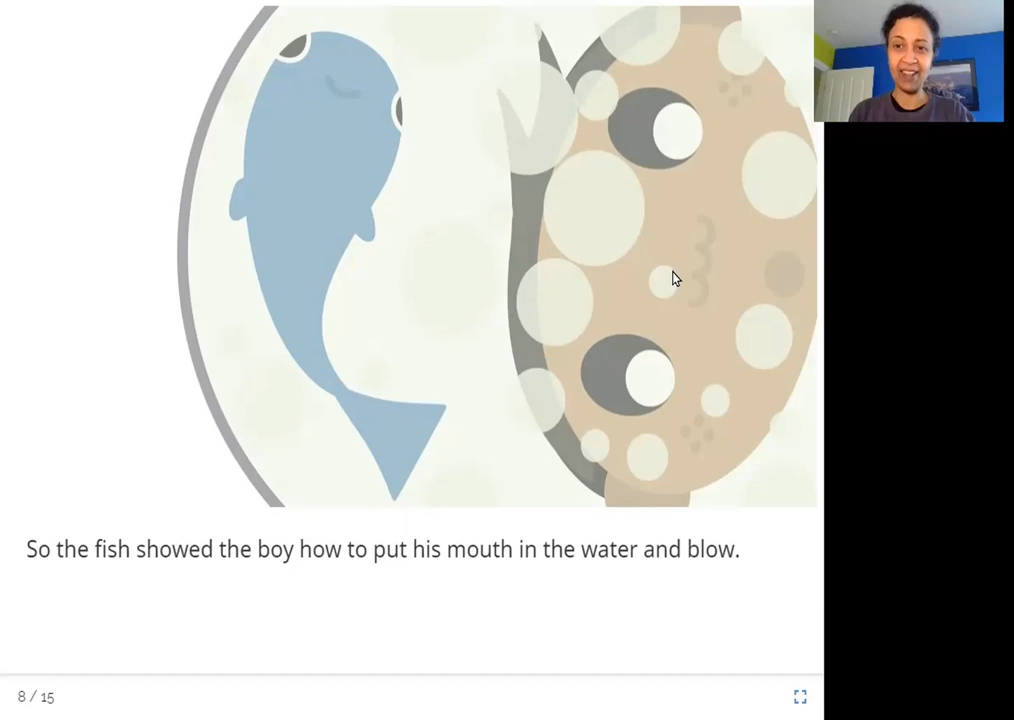 So the fish showed the boy how to put his mouth in the water and blow.
8 / 15